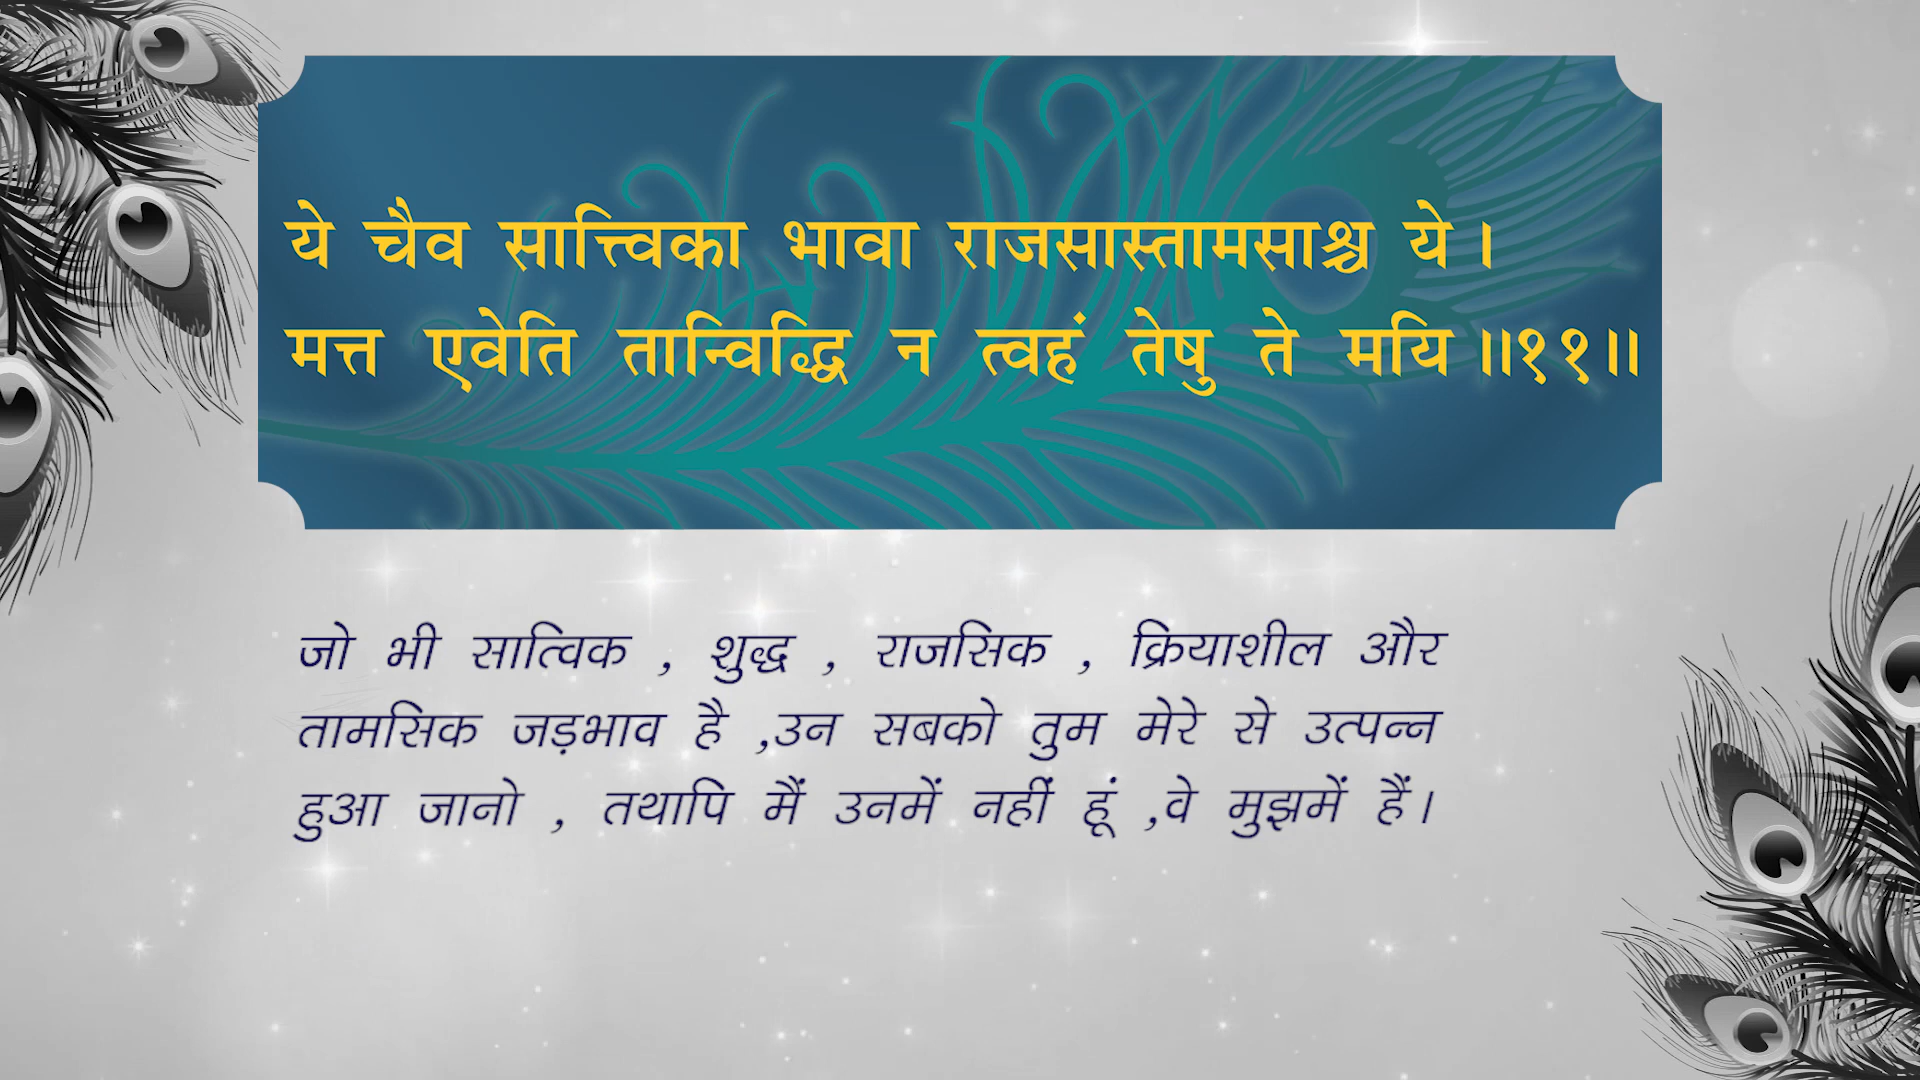 ये चैव सात्त्विका भावा राजसास्तामसाश्च ये ।
मत्त एवेति तान्विद्धि न त्वहं तेषु ते मयि ॥११॥
जो भी सात्विक , शुद्ध , राजसिक , क्रियाशील और
तामसिक जड़भाव है ,उन सबको तुम मेरे से उत्पन्न
हुआ जानो , तथापि मैं उनमें नहीं हूं ,वे मुझमें हैं।